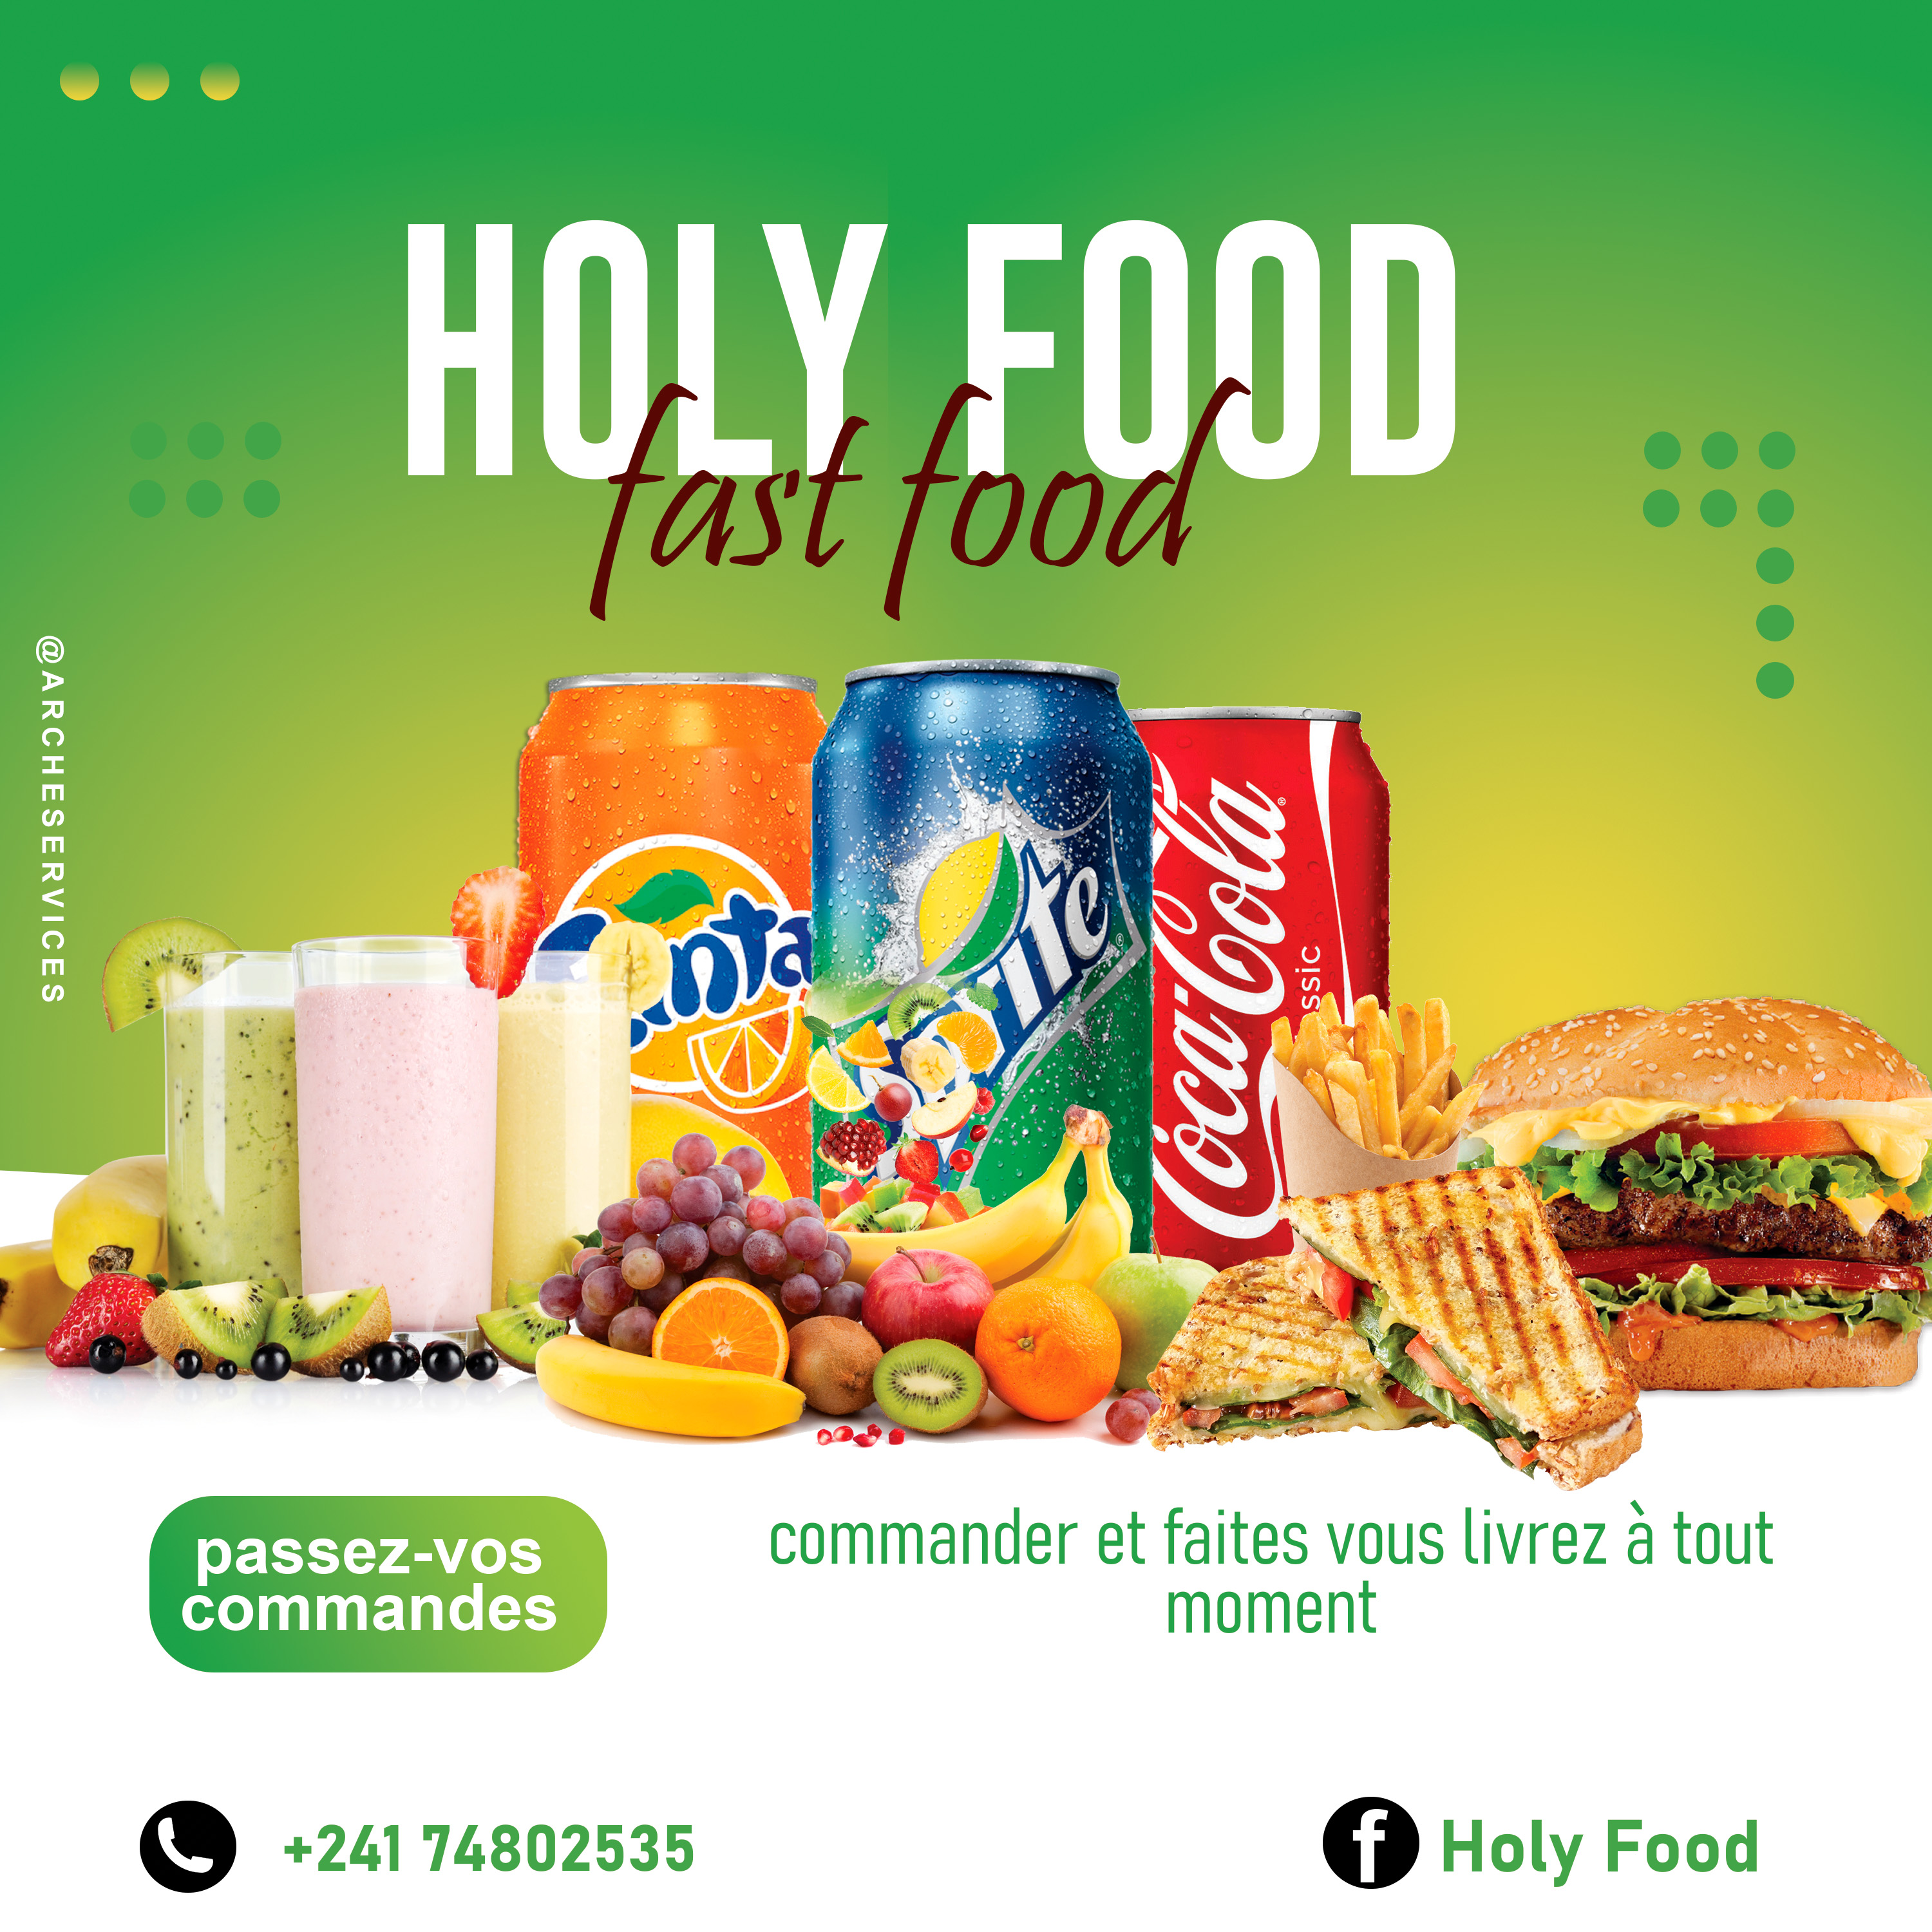 HOLY FOOD
fast food
@ARCHESERVICES
Fanta
Sprite
Coca-Cola
ssic
passez-vos
commandes
commander et faites vous livrez à tout
moment
+241 74802535
Holy Food